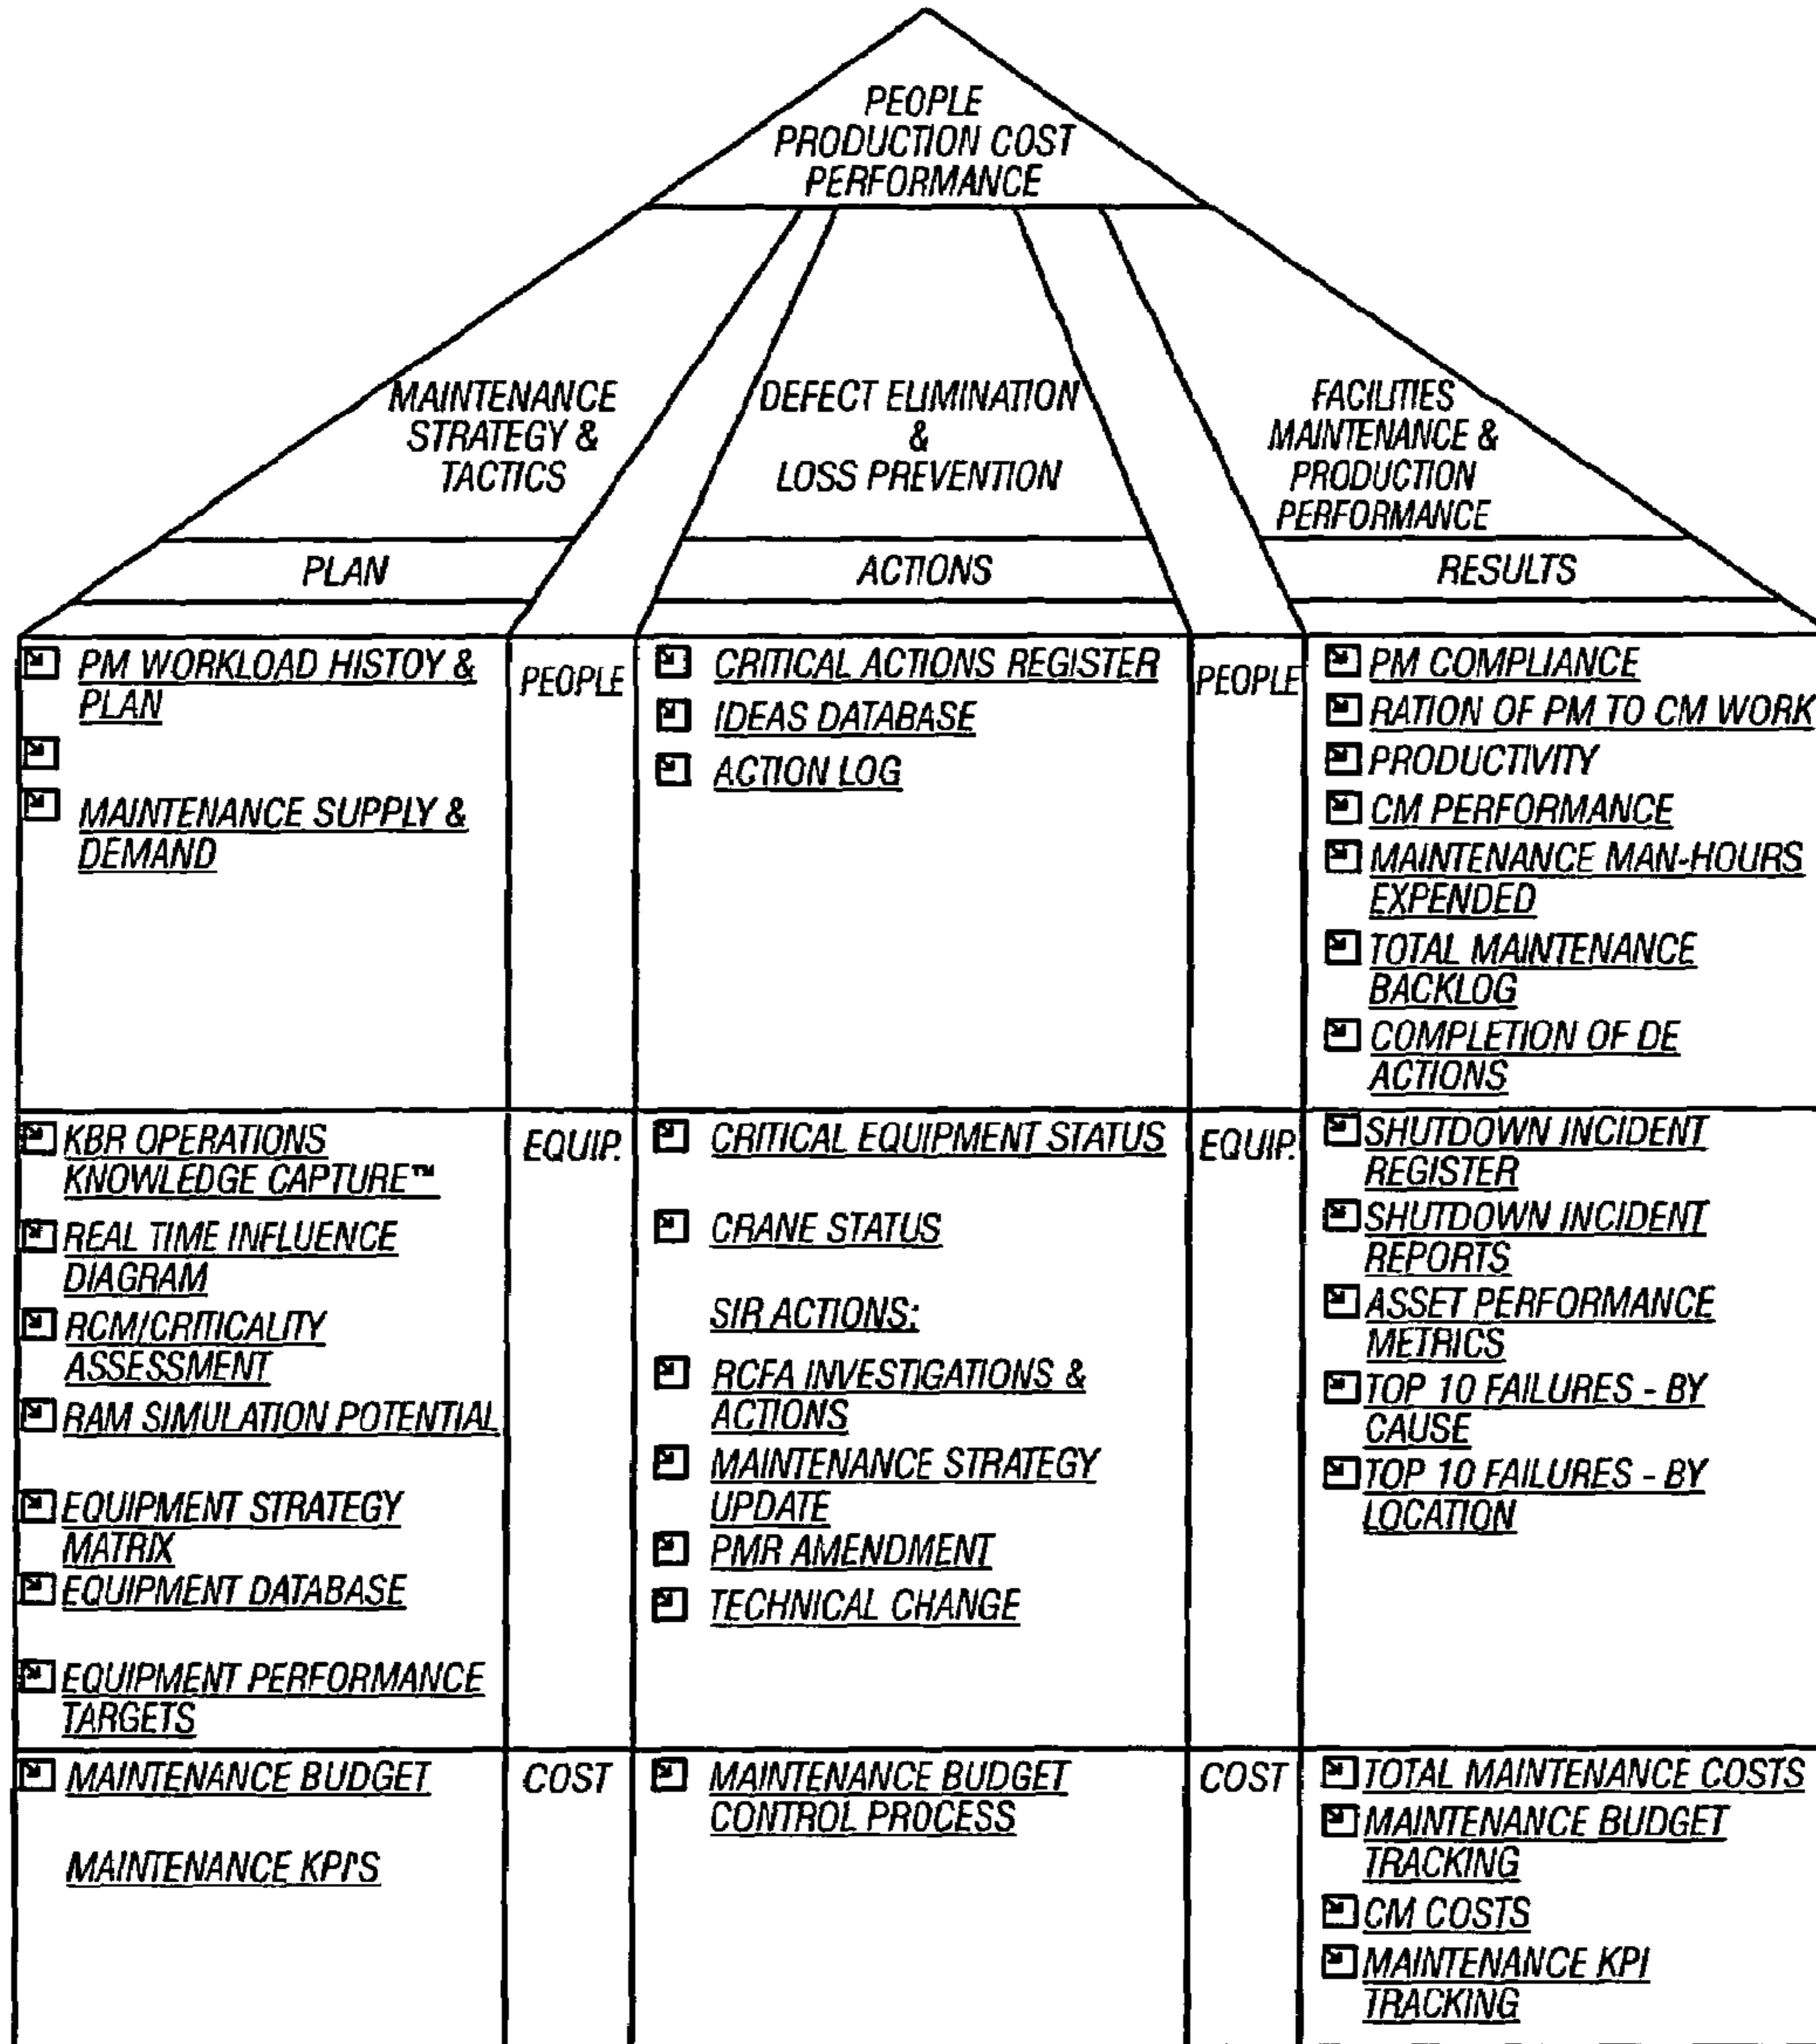 PEOPLE
PRODUCTION COST
PERFORMANCE
MAINTENANCE
STRATEGY &
TACTICS
DEFECT ELIMINATION
&
LOSS PREVENTION
FACILITIES
MAINTENANCE &
PRODUCTION
PERFORMANCE
PLAN
ACTIONS
RESULTS
PM WORKLOAD HISTOY &
PLAN
MAINTENANCE SUPPLY &
DEMAND
PEOPLE
CRITICAL ACTIONS REGISTER
IDEAS DATABASE
ACTION LOG
PEOPLE
PM COMPLIANCE
RATION OF PM TO CM WORK
PRODUCTIVITY
CM PERFORMANCE
MAINTENANCE MAN-HOURS
EXPENDED
TOTAL MAINTENANCE
BACKLOG
COMPLETION OF DE
ACTIONS
KBR OPERATIONS
KNOWLEDGE CAPTURE™
REAL TIME INFLUENCE
DIAGRAM
RCM/CRITICALITY
ASSESSMENT
RAM SIMULATION POTENTIAL
EQUIPMENT STRATEGY
MATRIX
EQUIPMENT DATABASE
EQUIPMENT PERFORMANCE
TARGETS
EQUIP.
CRITICAL EQUIPMENT STATUS
CRANE STATUS
SIR ACTIONS:
RCFA INVESTIGATIONS &
ACTIONS
MAINTENANCE STRATEGY
UPDATE
PMR AMENDMENT
TECHNICAL CHANGE
EQUIP.
SHUTDOWN INCIDENT
REGISTER
SHUTDOWN INCIDENT
REPORTS
ASSET PERFORMANCE
METRICS
TOP 10 FAILURES - BY
CAUSE
TOP 10 FAILURES - BY
LOCATION
MAINTENANCE BUDGET
MAINTENANCE KPI'S
COST
MAINTENANCE BUDGET
CONTROL PROCESS
COST
TOTAL MAINTENANCE COSTS
MAINTENANCE BUDGET
TRACKING
CM COSTS
MAINTENANCE KPI
TRACKING